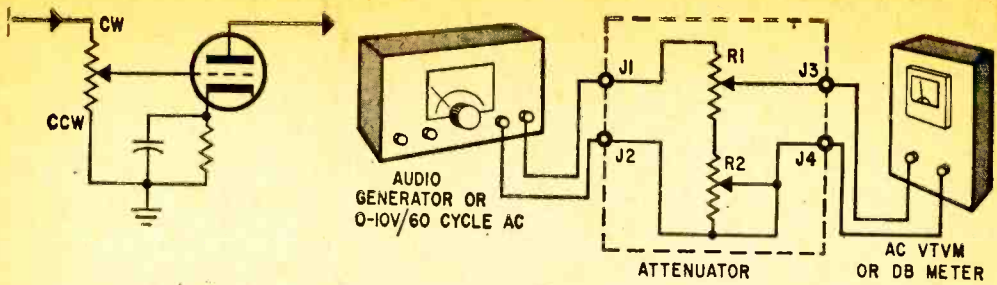 CW
CCW
AUDIO
GENERATOR OR
0-10V/60 CYCLE AC
J1
J2
R1
R2
J3
J4
ATTENUATOR
AC VTVM
OR DB METER